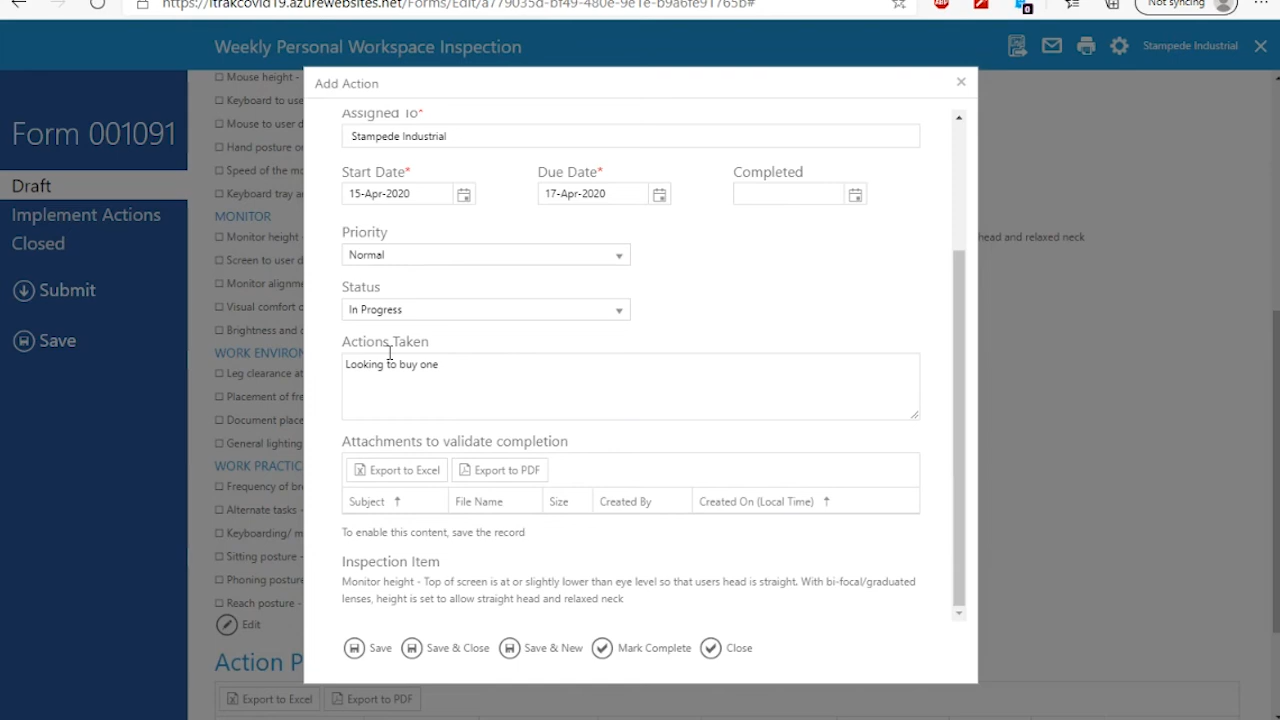 https://itrakcovid19.azurewebsites.net/Forms/Edit/a779035d-bf49-480e-9e1e-b9a6fe91765b#
Not syncing
Weekly Personal Workspace Inspection
Stampede Industrial
Form 001091
Draft
Implement Actions
Closed
Submit
Save
Mouse height -
Keyboard to use
Mouse to user d
Hand posture o
Speed of the mo
Keyboard tray a
MONITOR
Monitor height -
head and relaxed neck
Screen to user d
Monitor alignme
Visual comfort o
Brightness and c
WORK ENVIRON
Leg clearance at
Placement of fre
Document place
General lighting
WORK PRACTIC
Frequency of br
Alternate tasks -
Keyboarding/ m
Sitting posture -
Phoning posture
Reach posture -
Edit
Action P
Export to Excel
Export to PDF
Add Action
Assigned To*
Stampede Industrial
Start Date* Due Date* Completed
15-Apr-2020 17-Apr-2020
Priority
Normal
Status
In Progress
Actions Taken
Looking to buy one
Attachments to validate completion
Export to Excel Export to PDF
Subject File Name Size Created By Created On (Local Time)
To enable this content, save the record
Inspection Item
Monitor height - Top of screen is at or slightly lower than eye level so that users head is straight. With bi-focal/graduated
lenses, height is set to allow straight head and relaxed neck
Save Save & Close Save & New Mark Complete Close